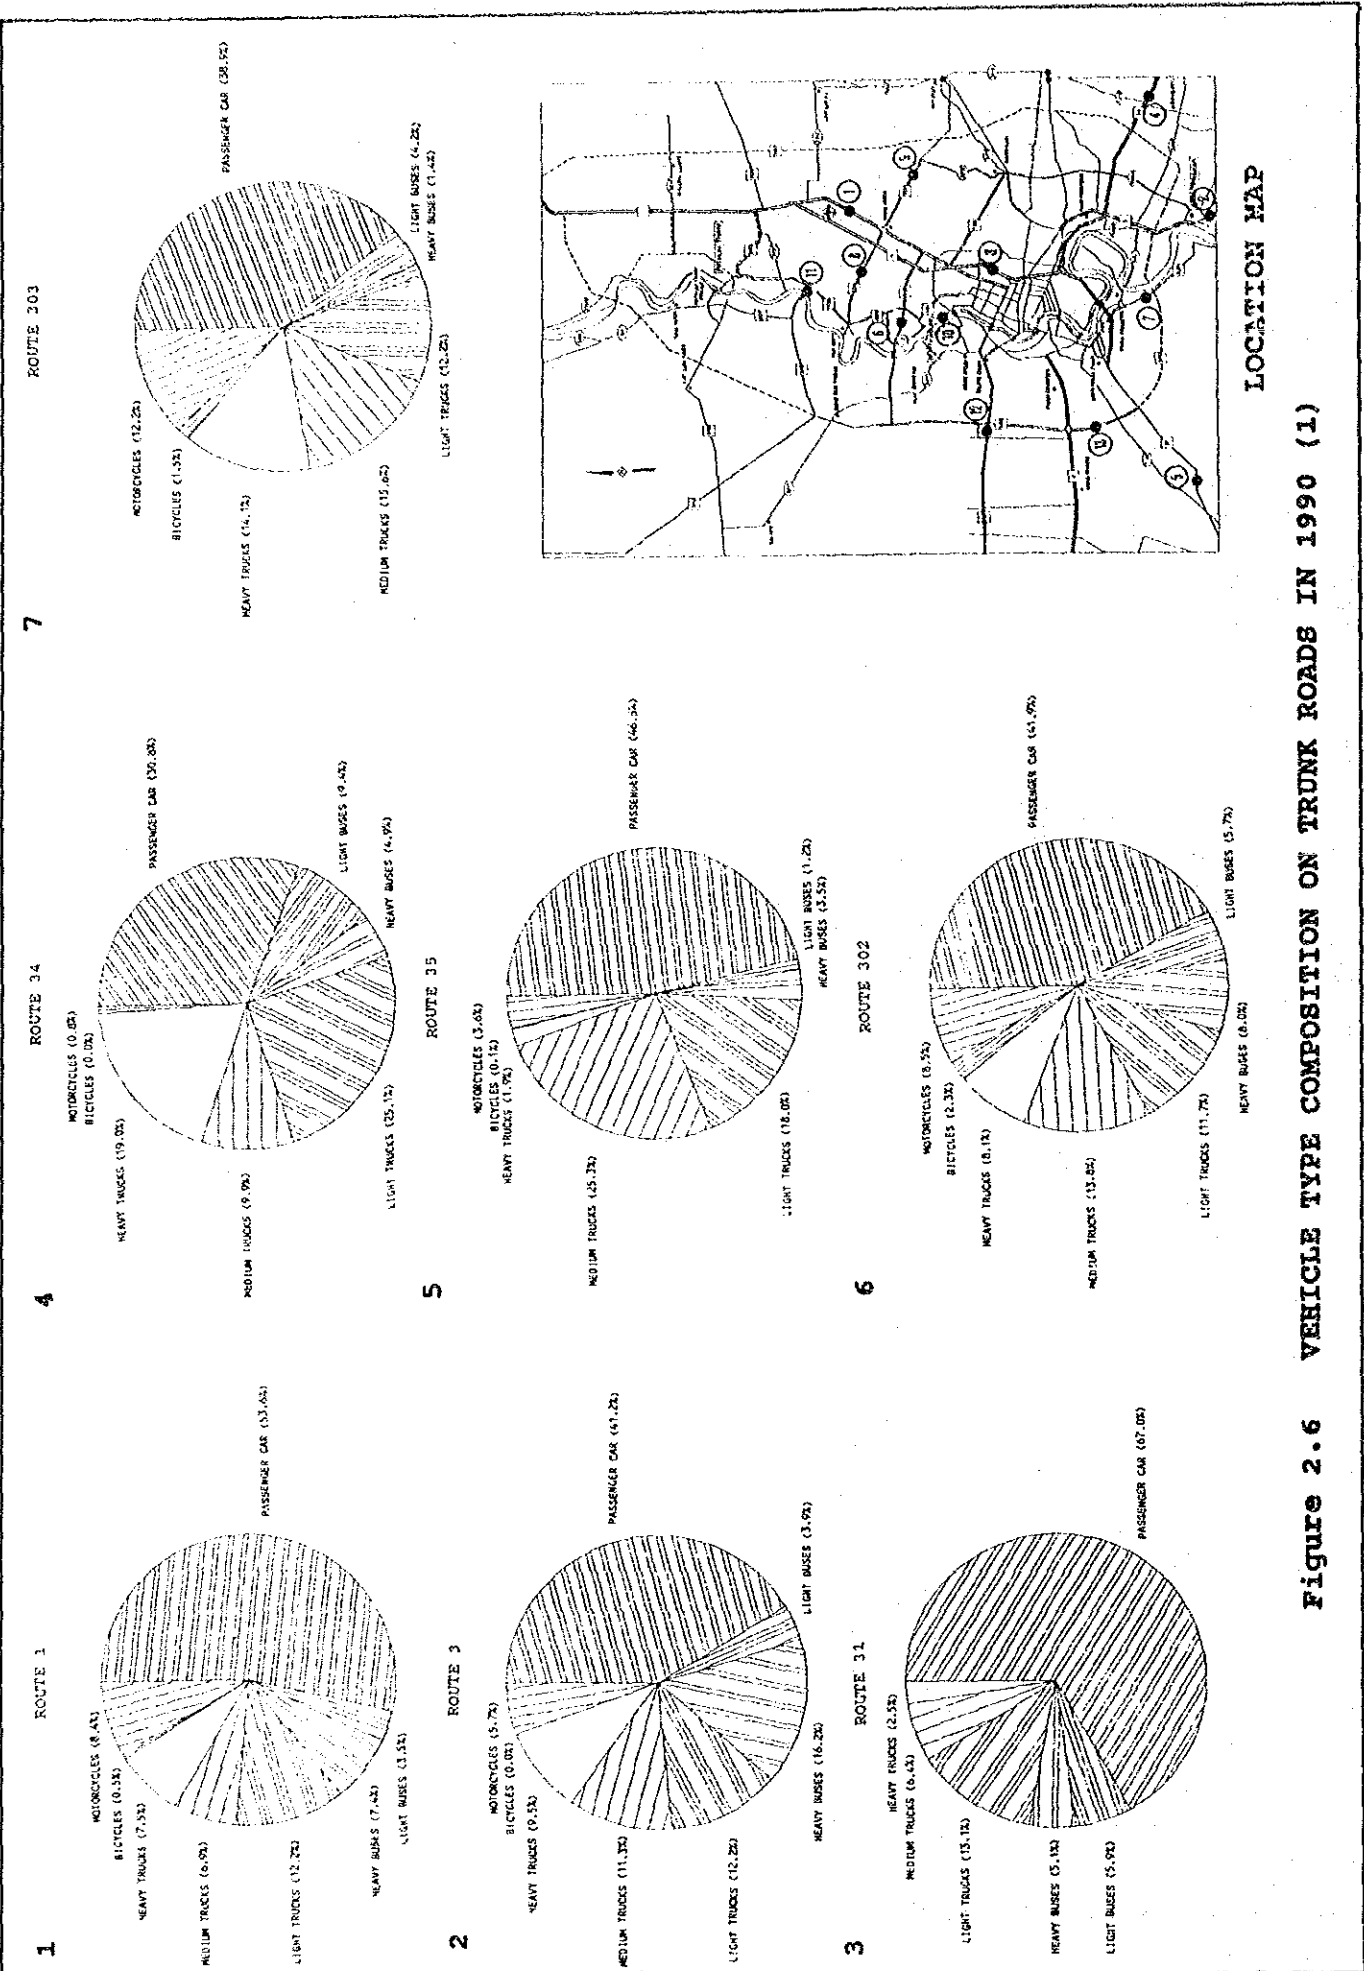 1
ROUTE 1
MOTORCYCLES (8.4%)
BICYCLES (0.5%)
HEAVY TRUCKS (7.5%)
MEDIUM TRUCKS (6.9%)
LIGHT TRUCKS (12.2%)
HEAVY BUSES (7.4%)
LIGHT BUSES (3.5%)
PASSENGER CAR (53.6%)
2
ROUTE 3
MOTORCYCLES (5.7%)
BICYCLES (0.0%)
HEAVY TRUCKS (9.5%)
MEDIUM TRUCKS (11.3%)
LIGHT TRUCKS (12.2%)
HEAVY BUSES (16.2%)
LIGHT BUSES (3.9%)
PASSENGER CAR (41.2%)
3
ROUTE 31
HEAVY TRUCKS (2.5%)
MEDIUM TRUCKS (6.4%)
LIGHT TRUCKS (13.1%)
HEAVY BUSES (5.1%)
LIGHT BUSES (5.9%)
PASSENGER CAR (67.0%)
4
ROUTE 34
MOTORCYCLES (0.8%)
BICYCLES (0.0%)
HEAVY TRUCKS (19.0%)
MEDIUM TRUCKS (9.9%)
LIGHT TRUCKS (25.1%)
HEAVY BUSES (4.9%)
LIGHT BUSES (9.4%)
PASSENGER CAR (30.8%)
5
ROUTE 35
MOTORCYCLES (3.6%)
BICYCLES (0.1%)
HEAVY TRUCKS (1.9%)
MEDIUM TRUCKS (25.3%)
LIGHT TRUCKS (18.0%)
HEAVY BUSES (3.5%)
LIGHT BUSES (1.2%)
PASSENGER CAR (46.5%)
6
ROUTE 302
MOTORCYCLES (8.5%)
BICYCLES (2.3%)
HEAVY TRUCKS (8.1%)
MEDIUM TRUCKS (13.8%)
LIGHT TRUCKS (11.7%)
HEAVY BUSES (8.0%)
LIGHT BUSES (5.7%)
PASSENGER CAR (41.9%)
7
ROUTE 303
MOTORCYCLES (12.2%)
BICYCLES (1.5%)
HEAVY TRUCKS (14.1%)
MEDIUM TRUCKS (15.6%)
LIGHT TRUCKS (12.2%)
HEAVY BUSES (1.4%)
LIGHT BUSES (4.2%)
PASSENGER CAR (38.9%)
LOCATION MAP
Figure 2.6 VEHICLE TYPE COMPOSITION ON TRUNK ROADS IN 1990 (1)